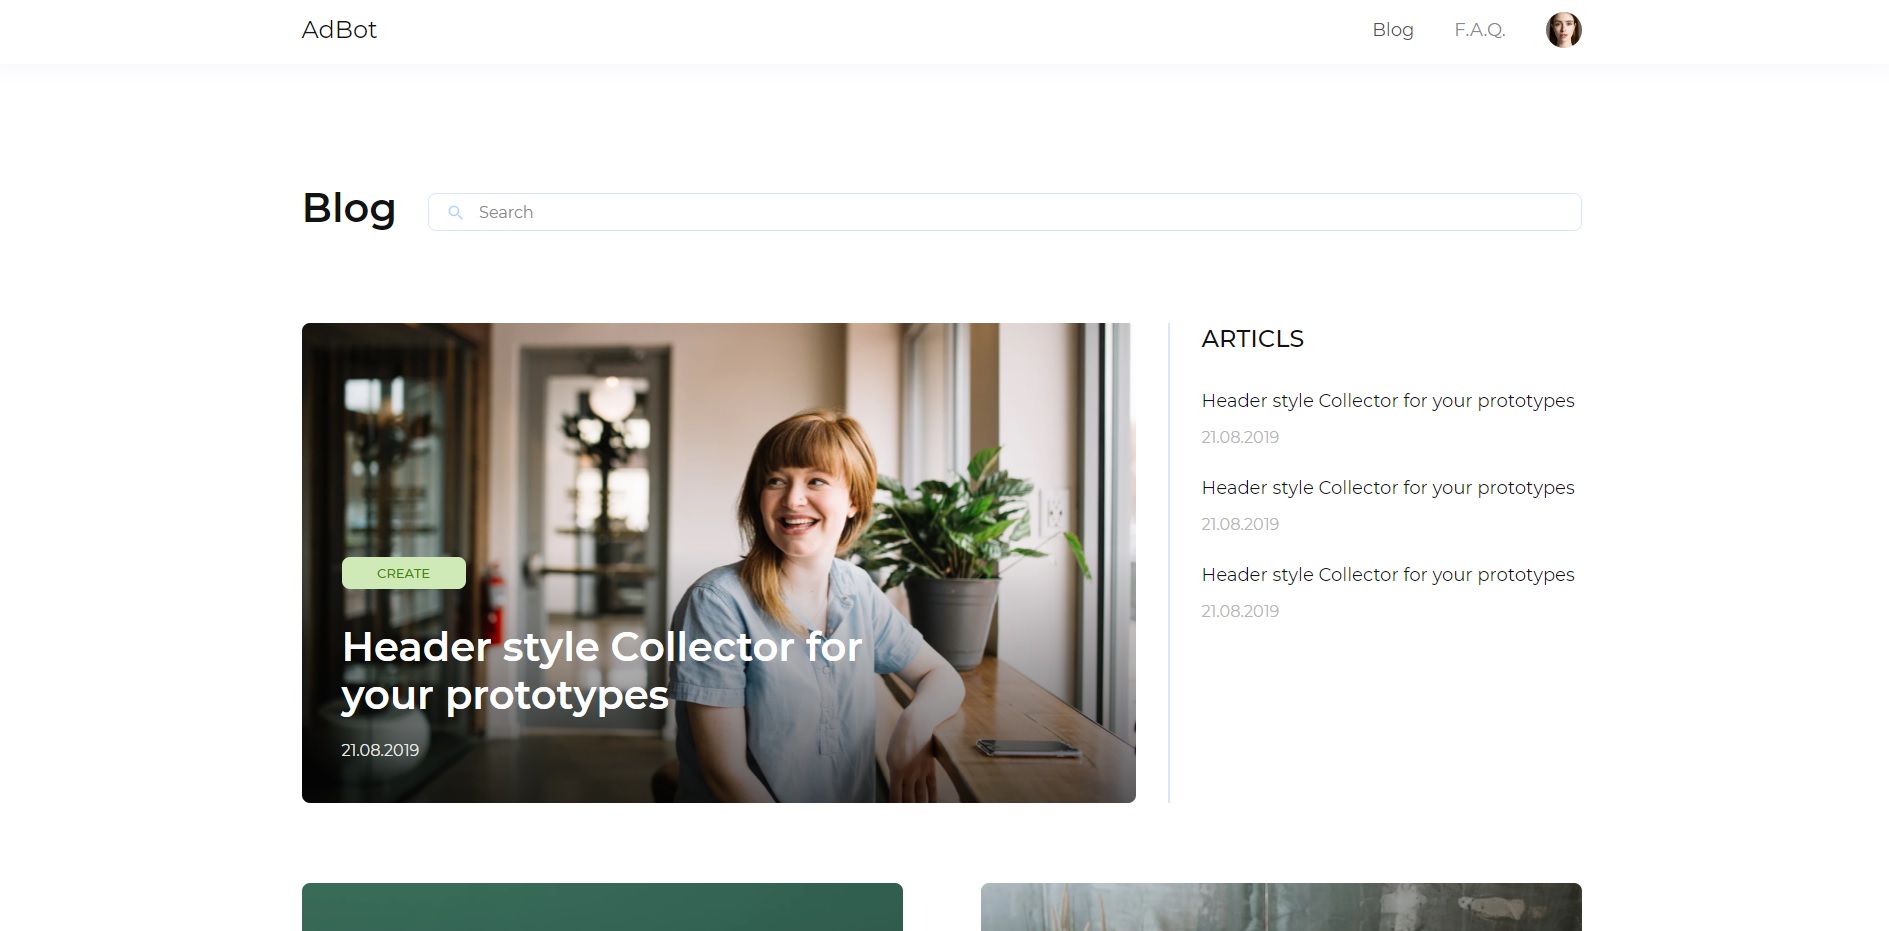 AdBot
Blog
F.A.Q.
Blog
Search
CREATE
Header style Collector for
your prototypes
21.08.2019
ARTICLS
Header style Collector for your prototypes
21.08.2019
Header style Collector for your prototypes
21.08.2019
Header style Collector for your prototypes
21.08.2019